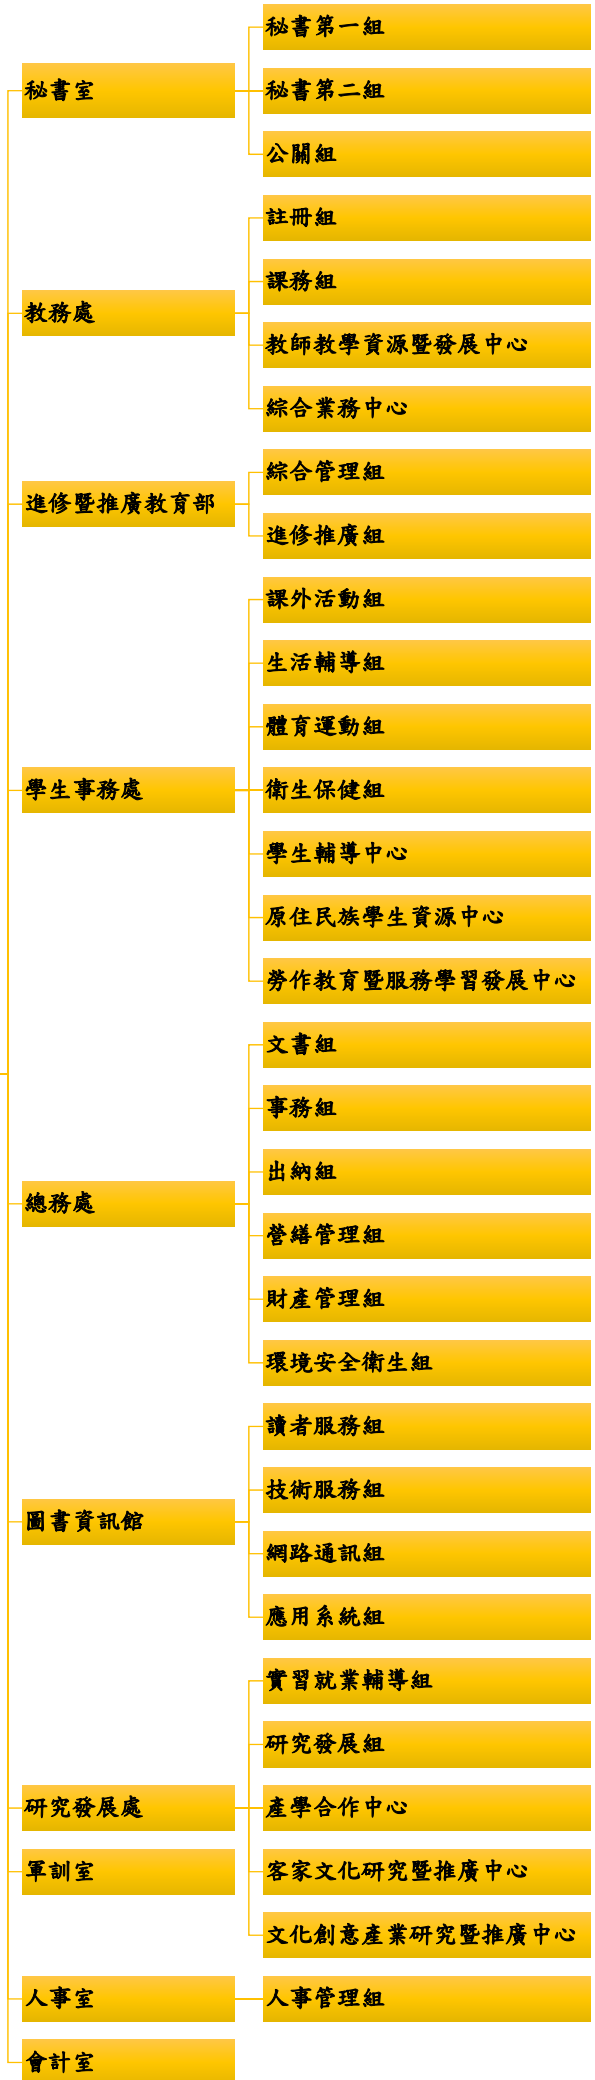 秘書室
秘書第一組
秘書第二組
公關組
教務處
註冊組
課務組
教師教學資源暨發展中心
綜合業務中心
進修暨推廣教育部
綜合管理組
進修推廣組
學生事務處
課外活動組
生活輔導組
體育運動組
衛生保健組
學生輔導中心
原住民族學生資源中心
勞作教育暨服務學習發展中心
總務處
文書組
事務組
出納組
營繕管理組
財產管理組
環境安全衛生組
圖書資訊館
讀者服務組
技術服務組
網路通訊組
應用系統組
研究發展處
實習就業輔導組
研究發展組
產學合作中心
客家文化研究暨推廣中心
文化創意產業研究暨推廣中心
軍訓室
人事室
人事管理組
會計室